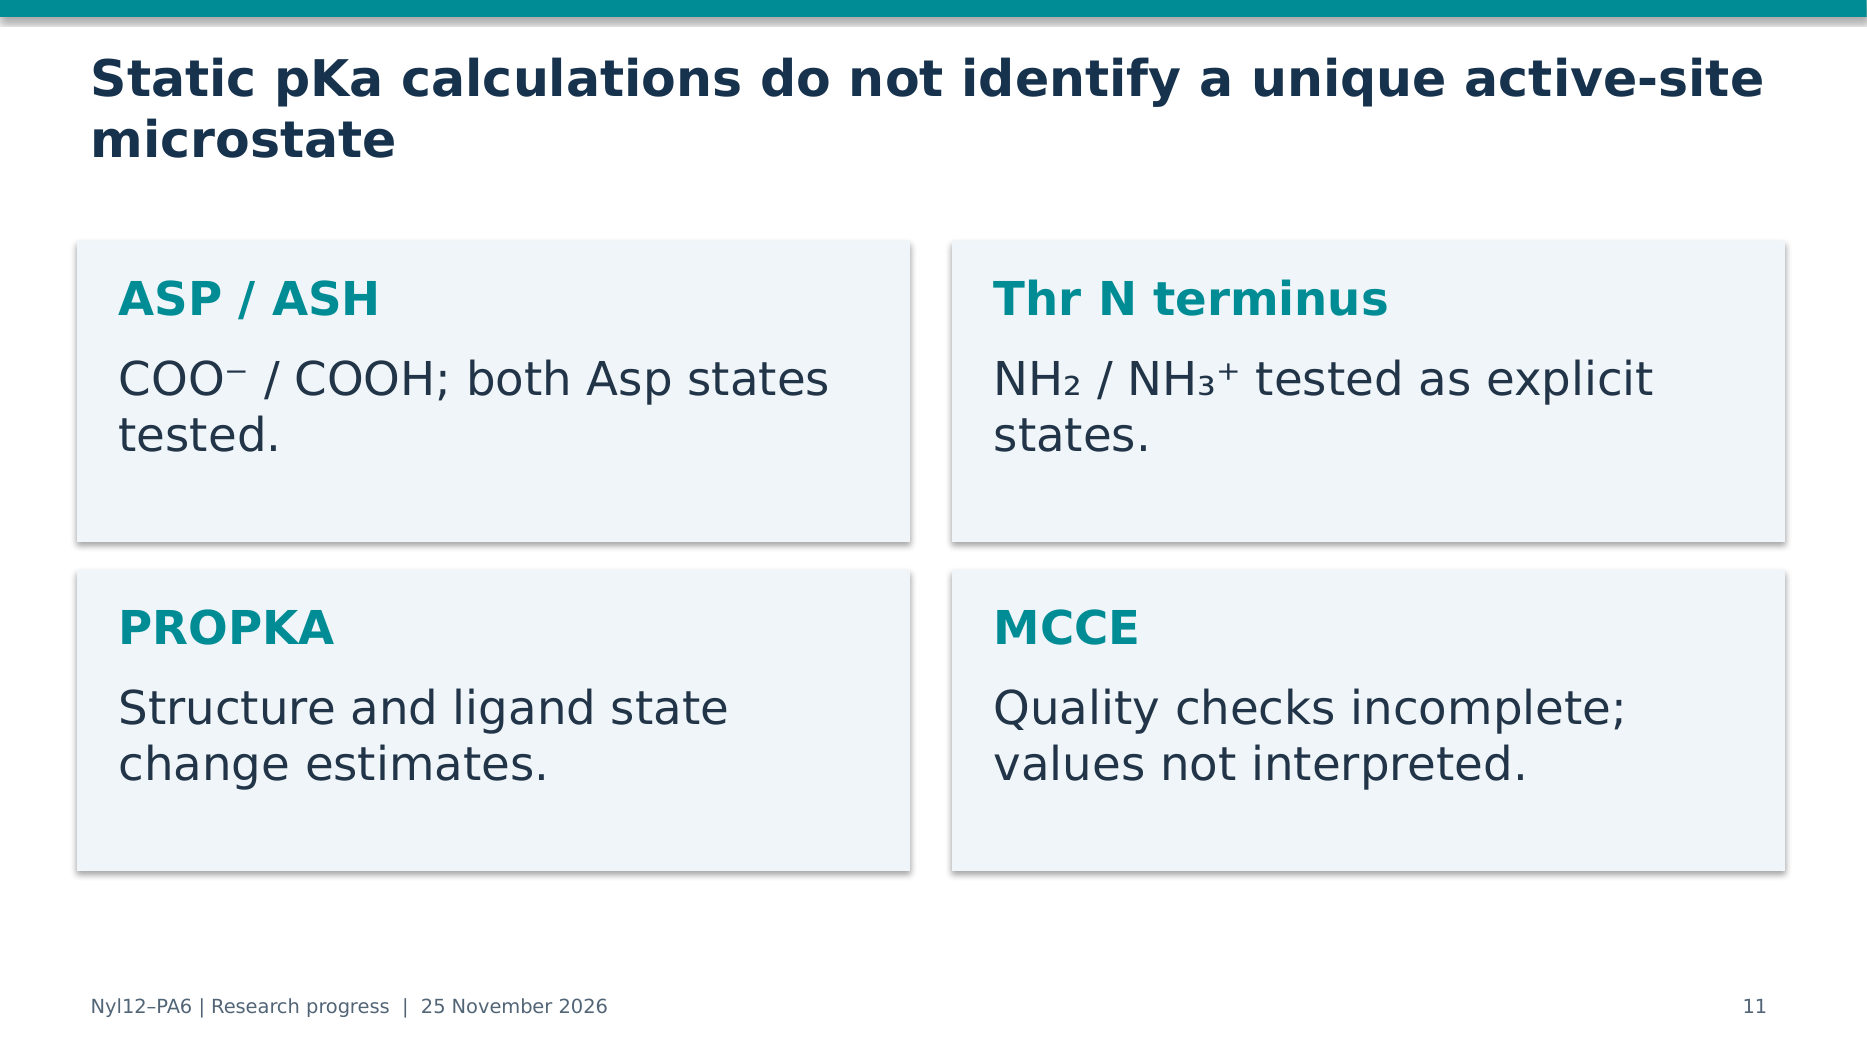 Static pKa calculations do not identify a unique active-site
microstate
ASP / ASH
COO⁻ / COOH; both Asp states
tested.
Thr N terminus
NH₂ / NH₃⁺ tested as explicit
states.
PROPKA
Structure and ligand state
change estimates.
MCCE
Quality checks incomplete;
values not interpreted.
Nyl12–PA6 | Research progress | 25 November 2026
11